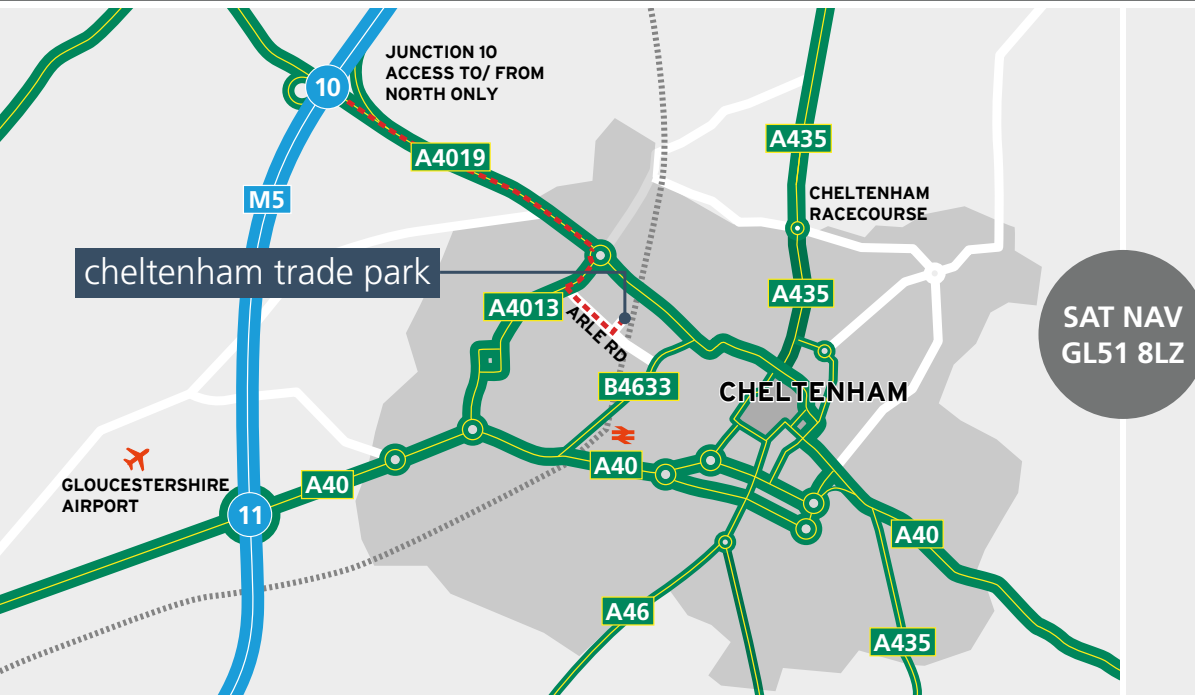 JUNCTION 10
ACCESS TO/ FROM
NORTH ONLY
10
A4019
A435
M5
CHELTENHAM
RACECOURSE
cheltenham trade park
A4013
A435
ARLE RD
SAT NAV
GL51 8LZ
B4633
CHELTENHAM
GLOUCESTERSHIRE
AIRPORT
A40
A40
11
A40
A46
A435